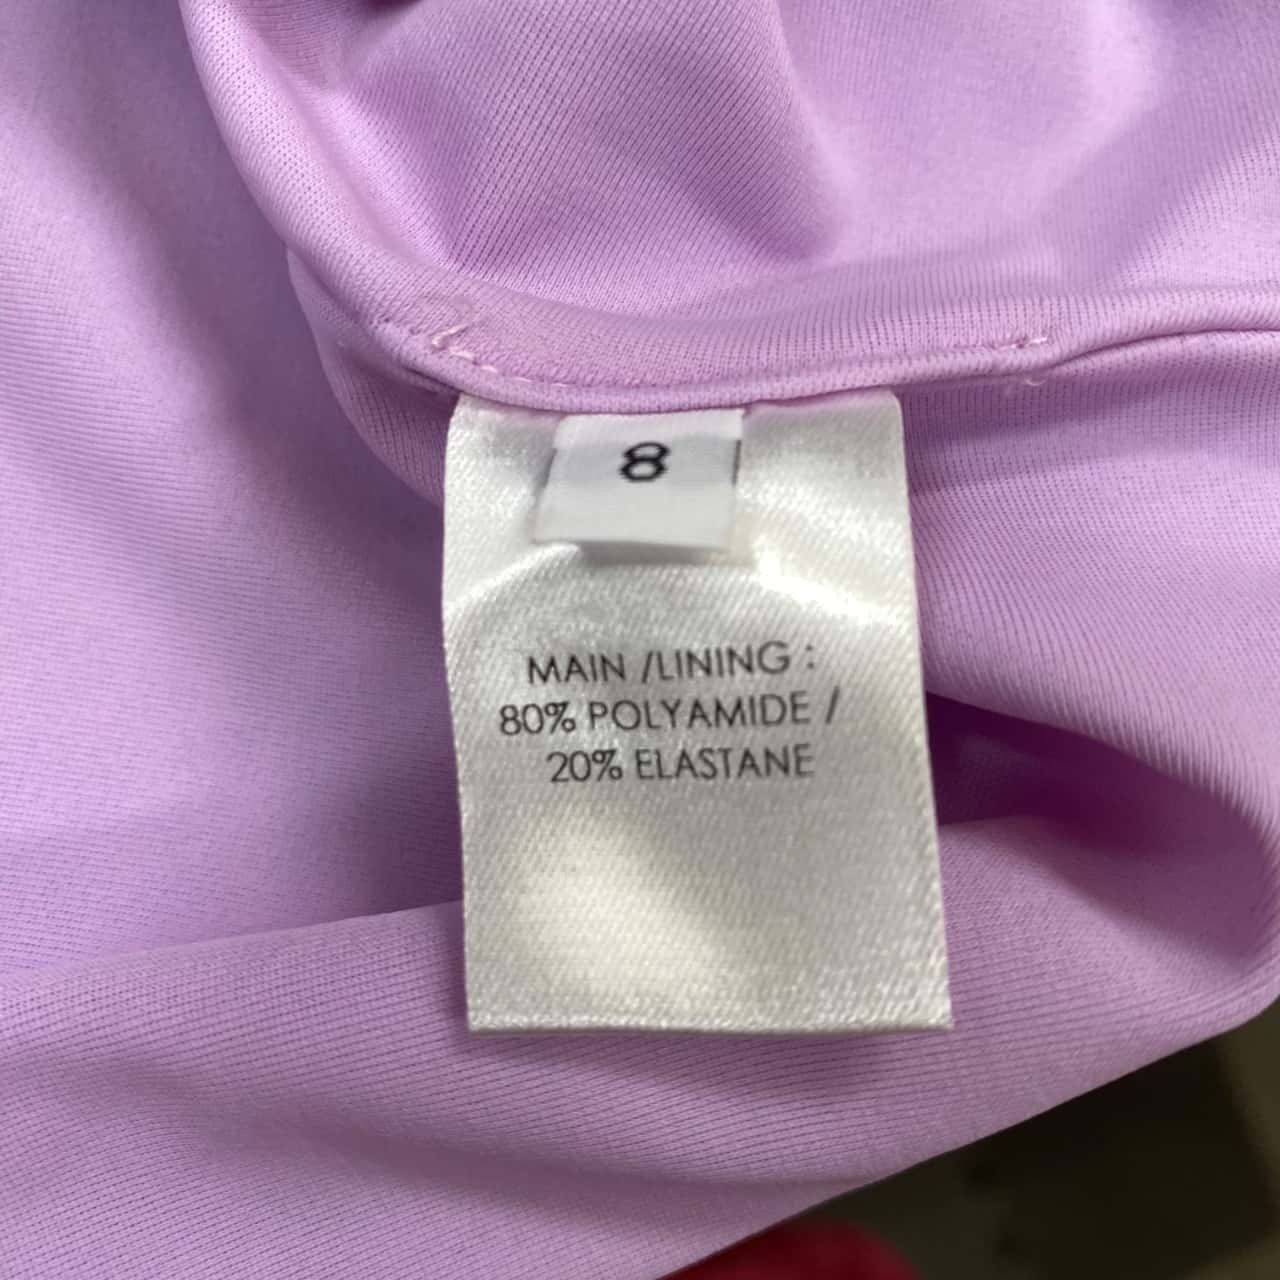 8
MAIN /LINING :
80% POLYAMIDE /
20% ELASTANE